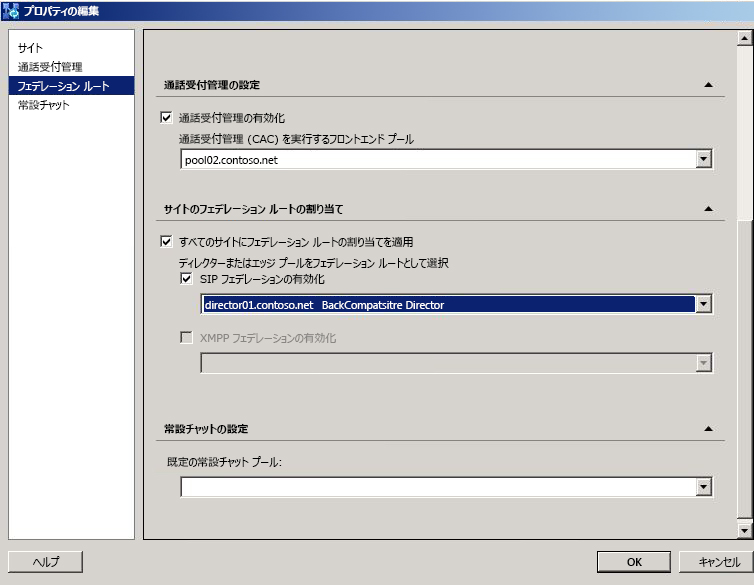 プロパティの編集
サイト
通話受付管理
フェデレーション ルート
常設チャット
通話受付管理の設定
通話受付管理の有効化
通話受付管理 (CAC) を実行するフロントエンド プール
pool02.contoso.net
サイトのフェデレーション ルートの割り当て
すべてのサイトにフェデレーション ルートの割り当てを適用
ディレクターまたはエッジ プールをフェデレーション ルートとして選択
SIP フェデレーションの有効化
director01.contoso.net BackCompatsitre Director
XMPP フェデレーションの有効化
常設チャットの設定
既定の常設チャット プール:
ヘルプ
OK
キャンセル